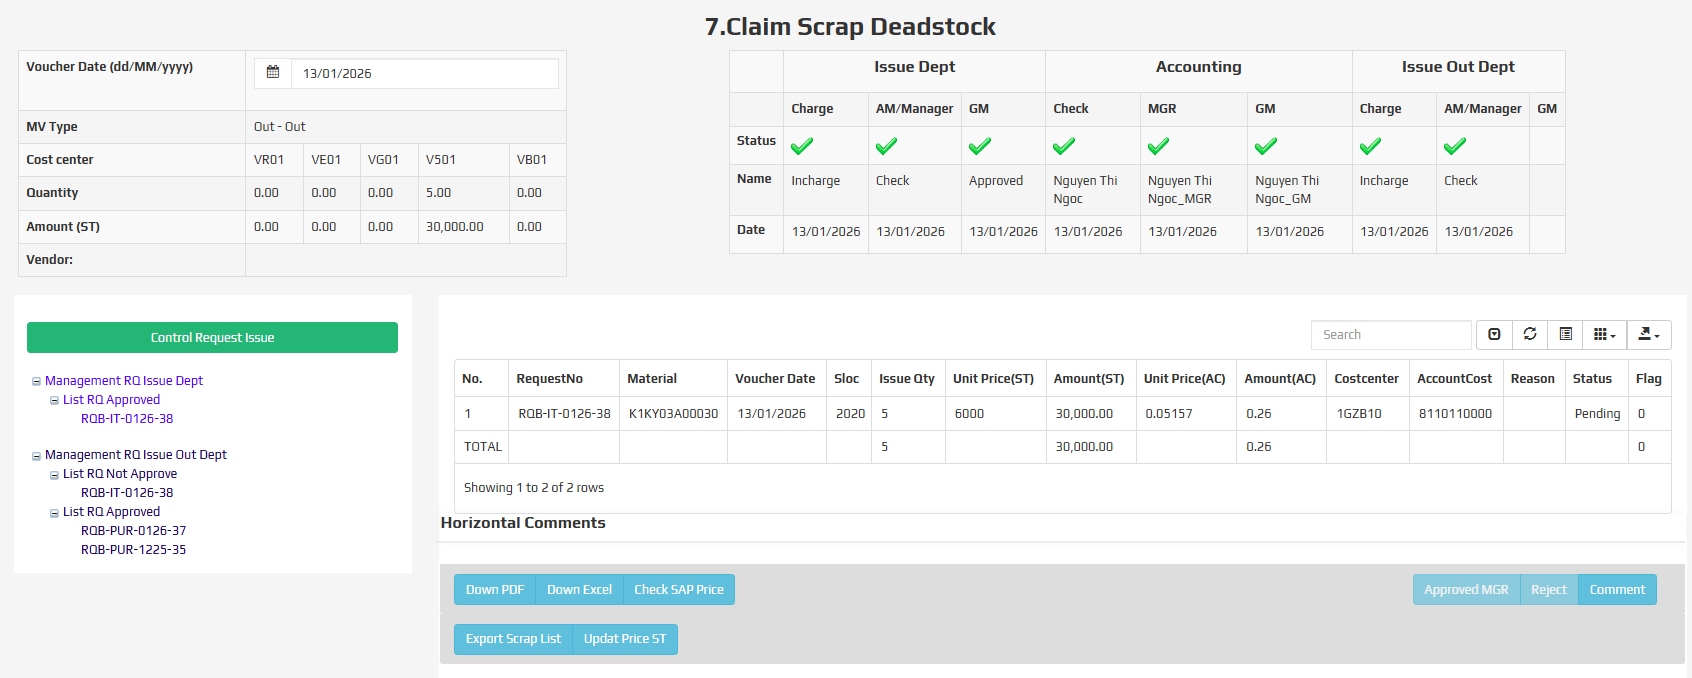 7.Claim Scrap Deadstock
Voucher Date (dd/MM/yyyy)
13/01/2026
MV Type
Out - Out
Cost center
VR01 VE01 VG01 V501 VB01
Quantity
0.00 0.00 0.00 5.00 0.00
Amount (ST)
0.00 0.00 0.00 30,000.00 0.00
Vendor:
Issue Dept Accounting Issue Out Dept
Charge AM/Manager GM Check MGR GM Charge AM/Manager GM
Status
Name Incharge Check Approved Nguyen Thi Ngoc Nguyen Thi Ngoc_MGR Nguyen Thi Ngoc_GM Incharge Check
Date 13/01/2026 13/01/2026 13/01/2026 13/01/2026 13/01/2026 13/01/2026 13/01/2026 13/01/2026
Control Request Issue
Management RQ Issue Dept
List RQ Approved
RQB-IT-0126-38
Management RQ Issue Out Dept
List RQ Not Approve
RQB-IT-0126-38
List RQ Approved
RQB-PUR-0126-37
RQB-PUR-1225-35
Search
No. RequestNo Material Voucher Date Sloc Issue Qty Unit Price(ST) Amount(ST) Unit Price(AC) Amount(AC) Costcenter AccountCost Reason Status Flag
1 RQB-IT-0126-38 K1KY03A00030 13/01/2026 2020 5 6000 30,000.00 0.05157 0.26 1GZB10 8110110000 Pending 0
TOTAL 5 30,000.00 0.26 0
Showing 1 to 2 of 2 rows
Horizontal Comments
Down PDF Down Excel Check SAP Price Approved MGR Reject Comment
Export Scrap List Updat Price ST